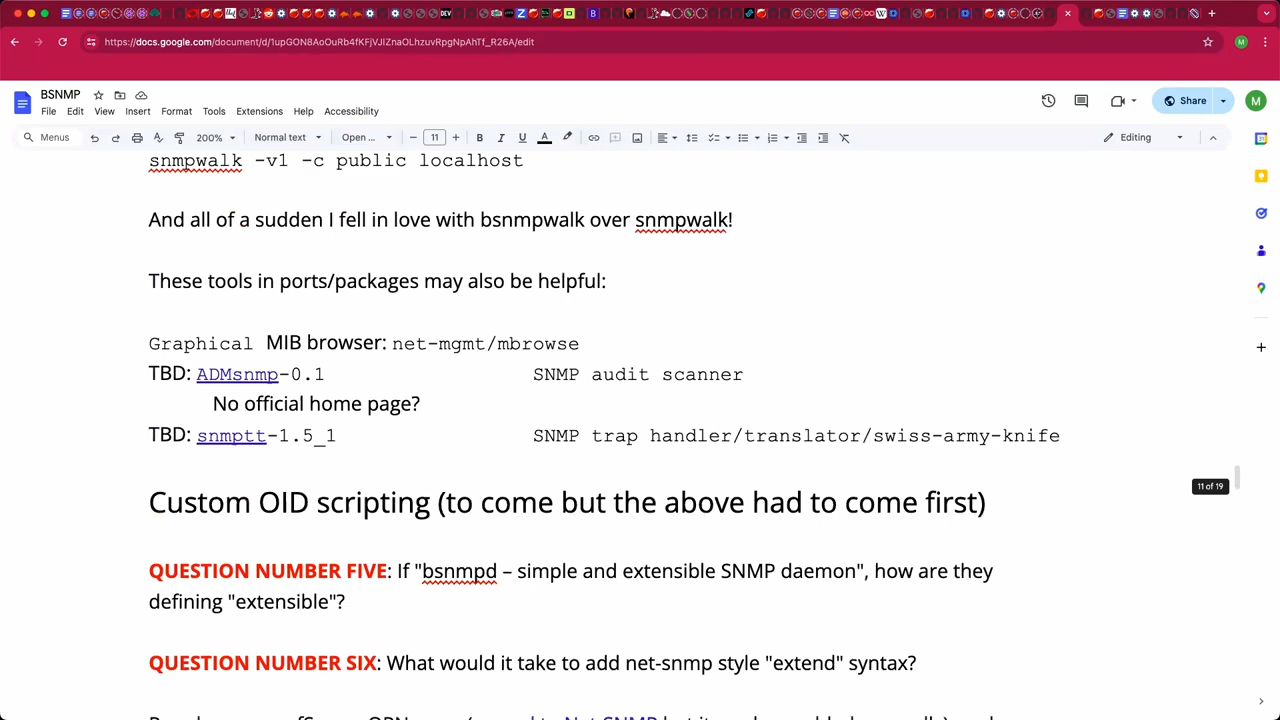 https://docs.google.com/document/d/1upGON8AoOuRb4fKFjVJIZnaOLhzuvRpgNpAhTf_R26A/edit
M
BSNMP
File Edit View Insert Format Tools Extensions Help Accessibility
Share
M
Menus
200%
Normal text
Open ...
11
Editing
snmpwalk -v1 -c public localhost
And all of a sudden I fell in love with bsnmpwalk over snmpwalk!
These tools in ports/packages may also be helpful:
Graphical MIB browser: net-mgmt/mbrowse
TBD: ADMsnmp-0.1 SNMP audit scanner
No official home page?
TBD: snmptt-1.5_1 SNMP trap handler/translator/swiss-army-knife
Custom OID scripting (to come but the above had to come first)
11 of 19
QUESTION NUMBER FIVE: If "bsnmpd – simple and extensible SNMP daemon", how are they
defining "extensible"?
QUESTION NUMBER SIX: What would it take to add net-snmp style "extend" syntax?